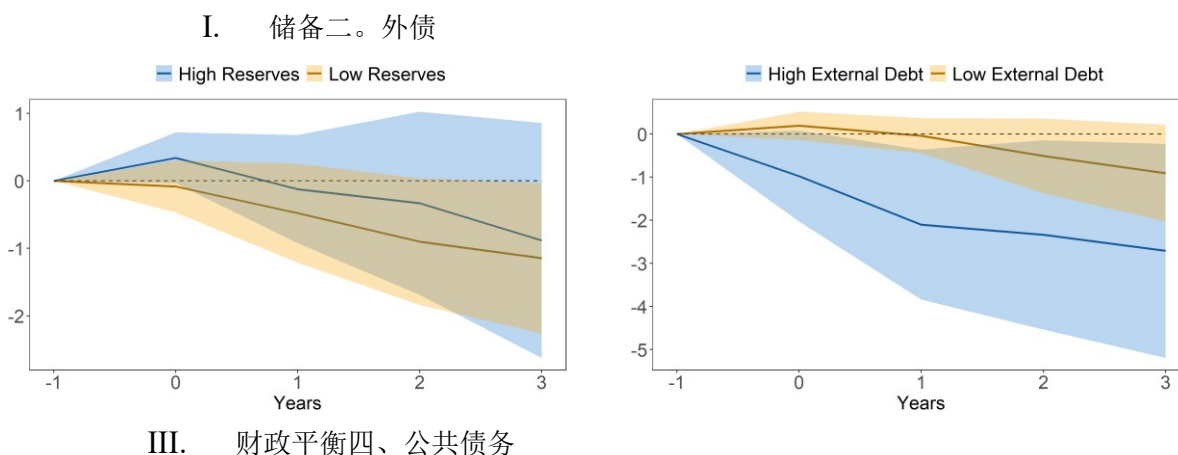 I. 储备二。外债
High Reserves Low Reserves
High External Debt Low External Debt
1
0
-1
-2
-1 0 1 2 3
Years
0
-1
-2
-3
-4
-5
-1 0 1 2 3
Years
III. 财政平衡四、公共债务